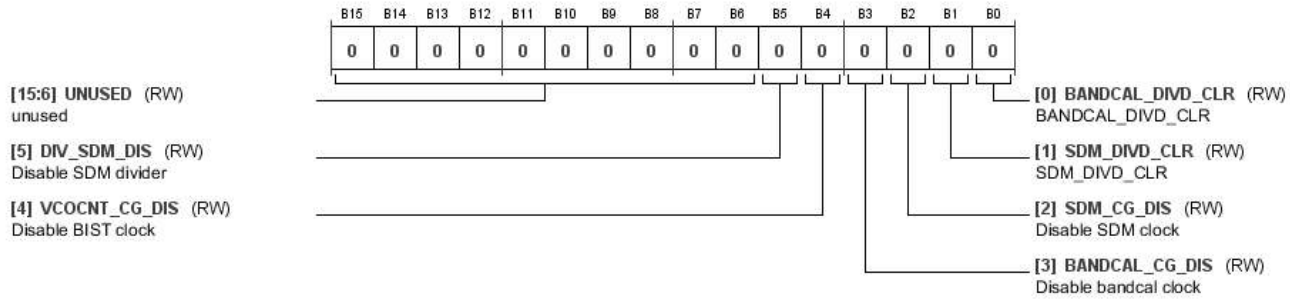 B15 B14 B13 B12 B11 B10 B9 B8 B7 B6 B5 B4 B3 B2 B1 B0
0 0 0 0 0 0 0 0 0 0 0 0 0 0 0 0
[15:6] UNUSED (RW)
unused
[5] DIV_SDM_DIS (RW)
Disable SDM divider
[4] VCOCNT_CG_DIS (RW)
Disable BIST clock
[0] BANDCAL_DIVD_CLR (RW)
BANDCAL_DIVD_CLR
[1] SDM_DIVD_CLR (RW)
SDM_DIVD_CLR
[2] SDM_CG_DIS (RW)
Disable SDM clock
[3] BANDCAL_CG_DIS (RW)
Disable bandcal clock